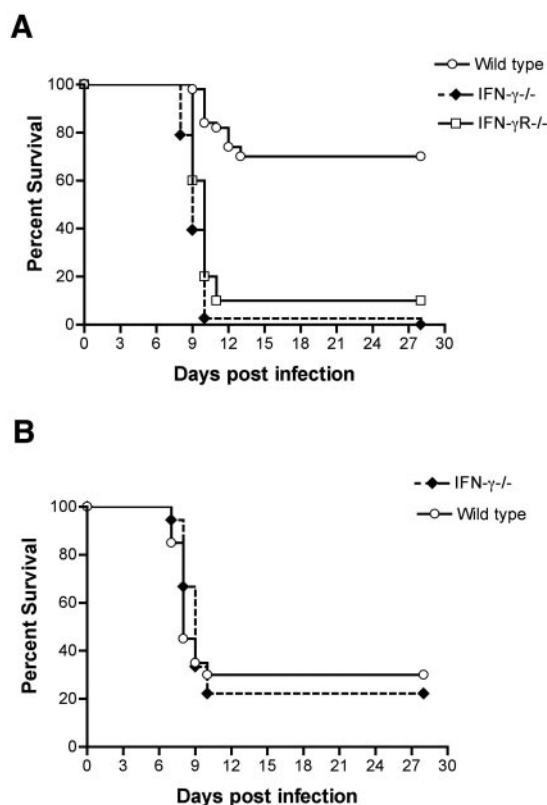 A
Wild type
IFN-γ-/-
IFN-γR-/-
100
80
60
40
20
0
Percent Survival
0 3 6 9 12 15 18 21 24 27 30
Days post infection
B
IFN-γ-/-
Wild type
100
80
60
40
20
0
Percent Survival
0 3 6 9 12 15 18 21 24 27 30
Days post infection